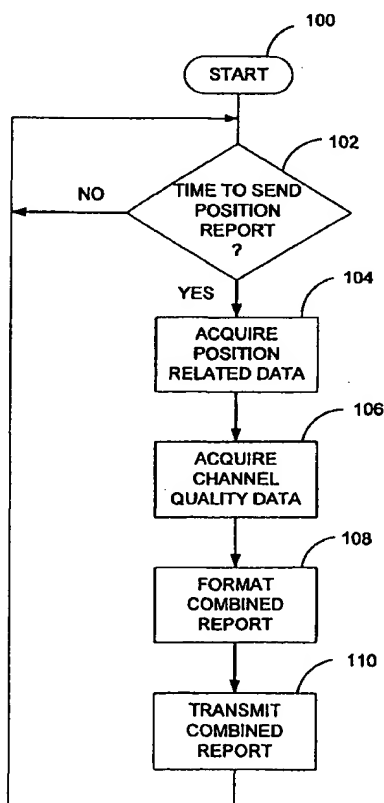 100
START
102
NO
TIME TO SEND
POSITION
REPORT
?
YES
104
ACQUIRE
POSITION
RELATED DATA
106
ACQUIRE
CHANNEL
QUALITY DATA
108
FORMAT
COMBINED
REPORT
110
TRANSMIT
COMBINED
REPORT